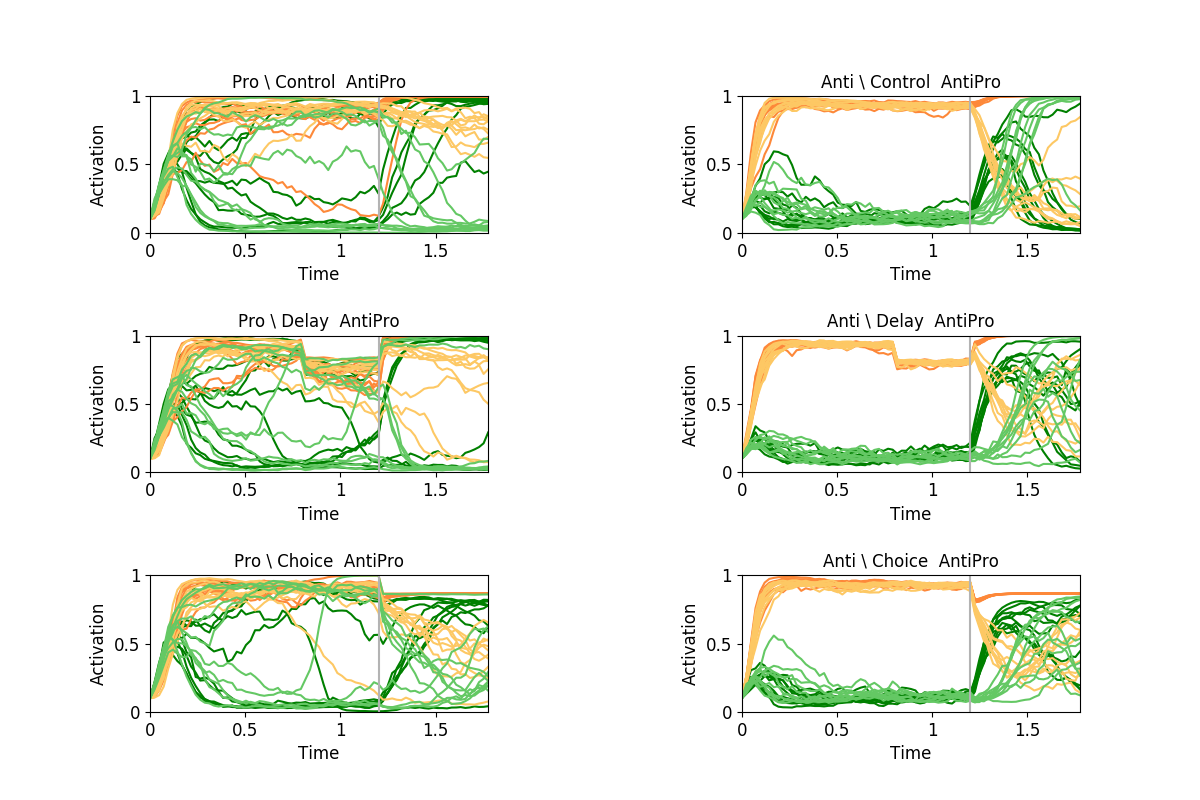 Pro \ Control  AntiPro
1
0.5
0
Activation
0
0.5
1
1.5
Time
Anti \ Control  AntiPro
1
0.5
0
Activation
0
0.5
1
1.5
Time
Pro \ Delay  AntiPro
1
0.5
0
Activation
0
0.5
1
1.5
Time
Anti \ Delay  AntiPro
1
0.5
0
Activation
0
0.5
1
1.5
Time
Pro \ Choice  AntiPro
1
0.5
0
Activation
0
0.5
1
1.5
Time
Anti \ Choice  AntiPro
1
0.5
0
Activation
0
0.5
1
1.5
Time